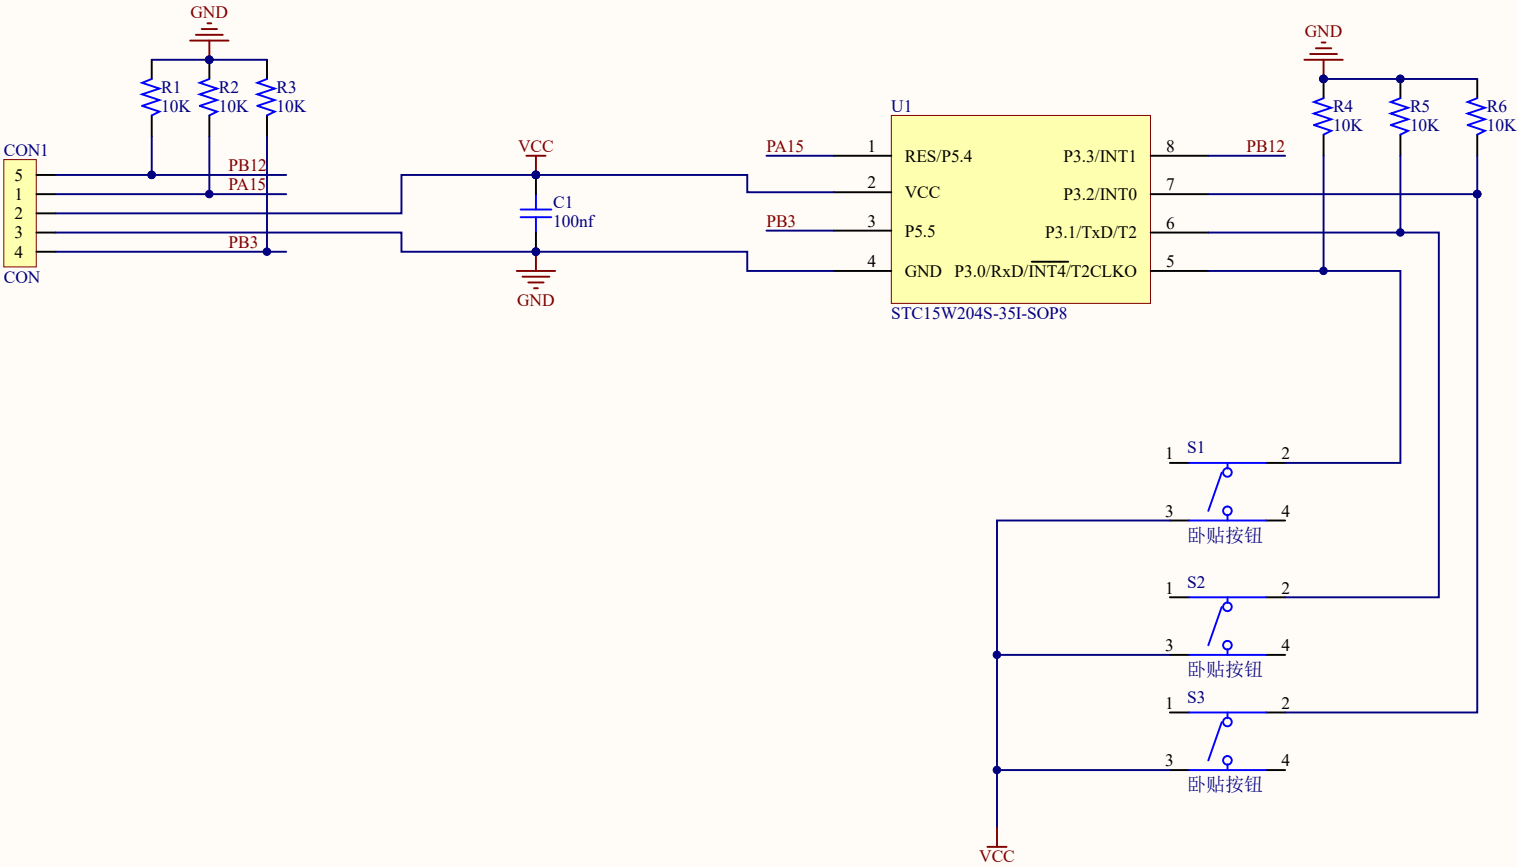 GND
R1
10K
R2
10K
R3
10K
CON1
5
1
2
3
4
CON
PB12
PA15
PB3
VCC
C1
100nf
GND
U1
PA15
1
RES/P5.4
2
VCC
PB3
3
P5.5
4
GND
P3.3/INT1
8
PB12
P3.2/INT0
7
P3.1/TxD/T2
6
P3.0/RxD/INT4/T2CLKO
5
STC15W204S-35I-SOP8
GND
R4
10K
R5
10K
R6
10K
1
S1
2
3
4
卧贴按钮
1
S2
2
3
4
卧贴按钮
1
S3
2
3
4
卧贴按钮
VCC